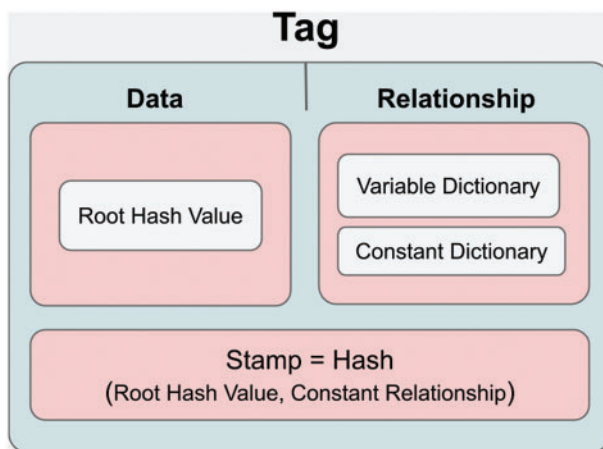 Tag
Data
Relationship
Root Hash Value
Variable Dictionary
Constant Dictionary
Stamp = Hash
(Root Hash Value, Constant Relationship)